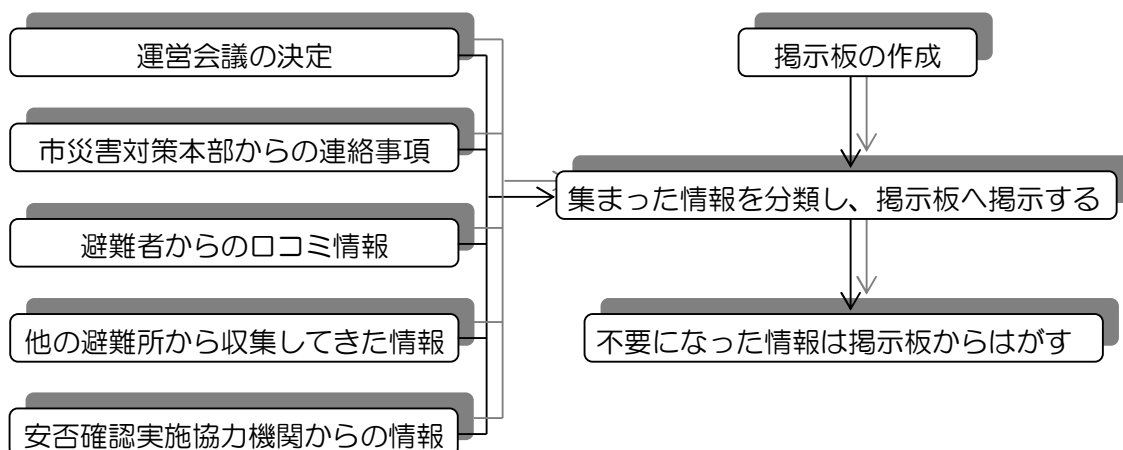 運営会議の決定
市災害対策本部からの連絡事項
避難者からの口コミ情報
他の避難所から収集してきた情報
安否確認実施協力機関からの情報
掲示板の作成
集まった情報を分類し、掲示板へ掲示する
不要になった情報は掲示板からはがす